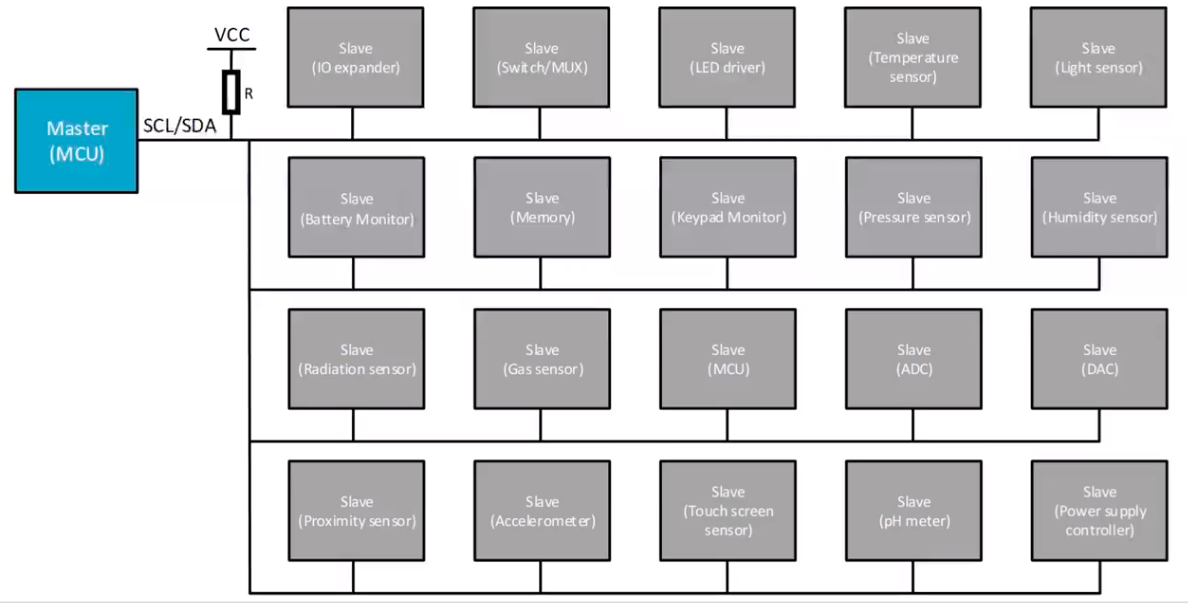 VCC
R
Master
(MCU)
SCL/SDA
Slave
(IO expander)
Slave
(Switch/MUX)
Slave
(LED driver)
Slave
(Temperature
sensor)
Slave
(Light sensor)
Slave
(Battery Monitor)
Slave
(Memory)
Slave
(Keypad Monitor)
Slave
(Pressure sensor)
Slave
(Humidity sensor)
Slave
(Radiation sensor)
Slave
(Gas sensor)
Slave
(MCU)
Slave
(ADC)
Slave
(DAC)
Slave
(Proximity sensor)
Slave
(Accelerometer)
Slave
(Touch screen
sensor)
Slave
(pH meter)
Slave
(Power supply
controller)